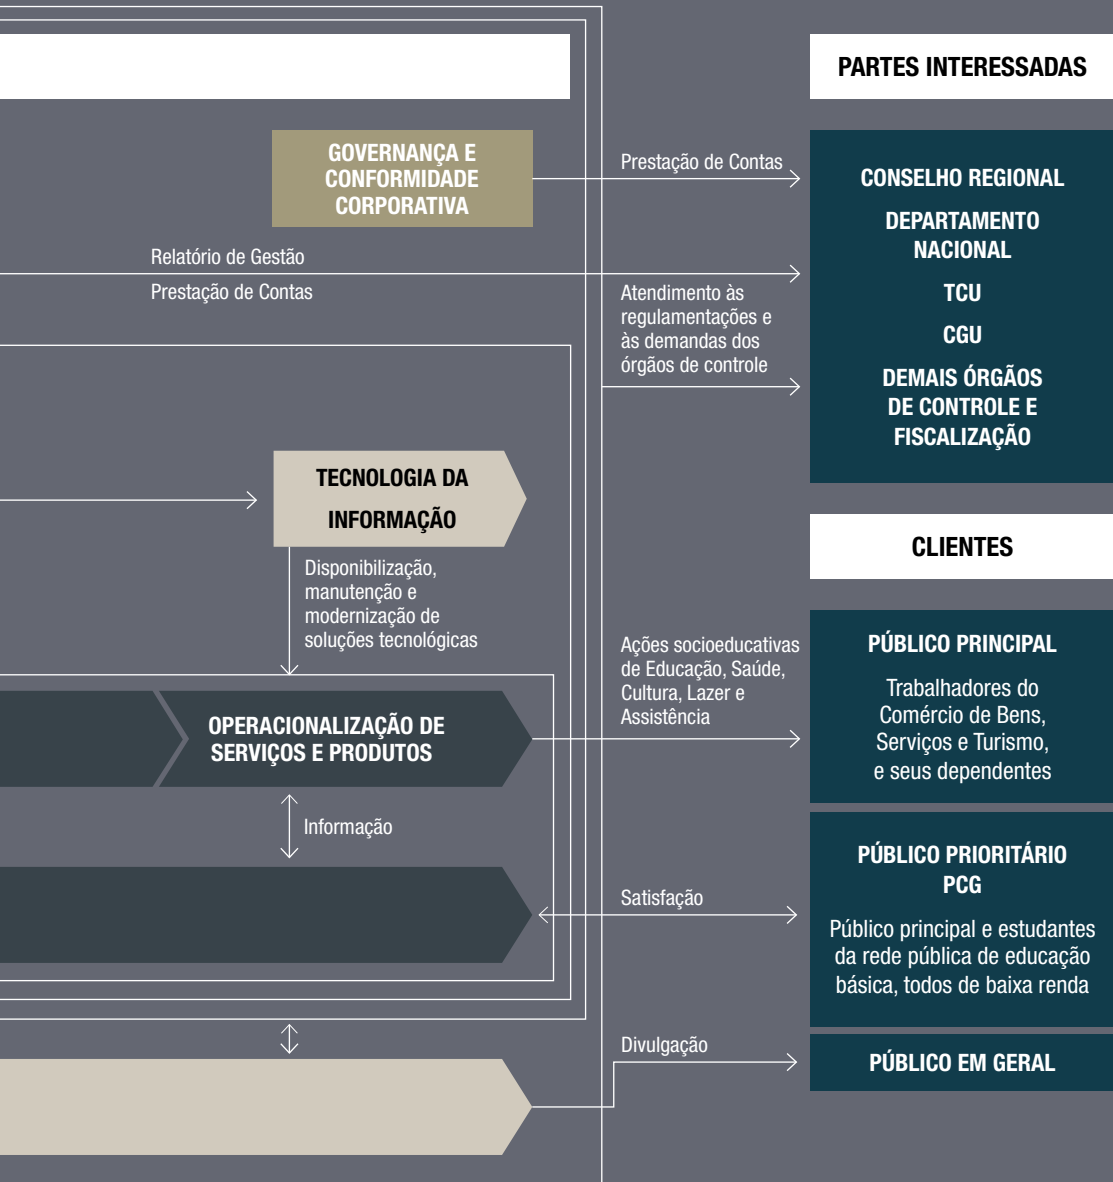 PARTES INTERESSADAS
GOVERNANÇA E
CONFORMIDADE
CORPORATIVA
Prestação de Contas
CONSELHO REGIONAL
DEPARTAMENTO
NACIONAL
TCU
CGU
DEMAIS ÓRGÃOS
DE CONTROLE E
FISCALIZAÇÃO
Relatório de Gestão
Prestação de Contas
Atendimento às
regulamentações e
às demandas dos
órgãos de controle
TECNOLOGIA DA
INFORMAÇÃO
Disponibilização,
manutenção e
modernização de
soluções tecnológicas
CLIENTES
Ações socioeducativas
de Educação, Saúde,
Cultura, Lazer e
Assistência
PÚBLICO PRINCIPAL
Trabalhadores do
Comércio de Bens,
Serviços e Turismo,
e seus dependentes
OPERACIONALIZAÇÃO DE
SERVIÇOS E PRODUTOS
Informação
Satisfação
PÚBLICO PRIORITÁRIO
PCG
Público principal e estudantes
da rede pública de educação
básica, todos de baixa renda
Divulgação
PÚBLICO EM GERAL